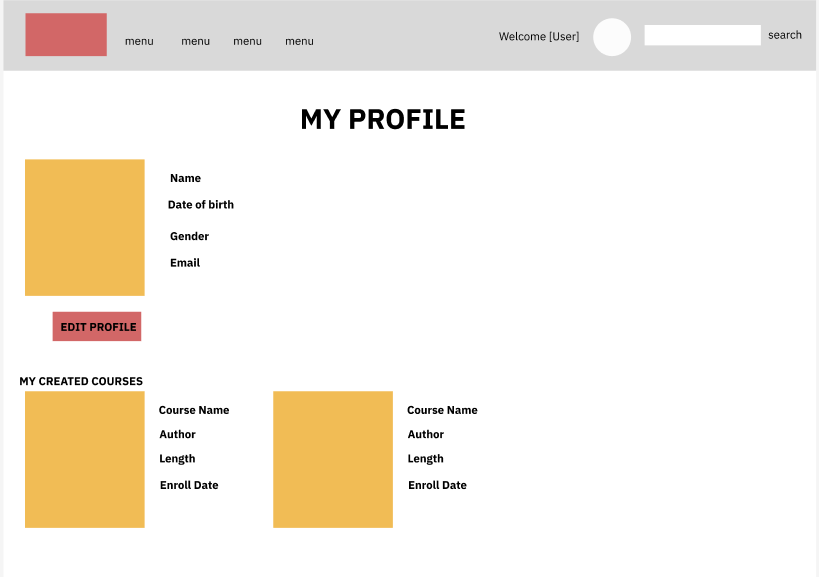 menu menu menu menu Welcome [User] search
MY PROFILE
Name
Date of birth
Gender
Email
EDIT PROFILE
MY CREATED COURSES
Course Name Course Name
Author Author
Length Length
Enroll Date Enroll Date